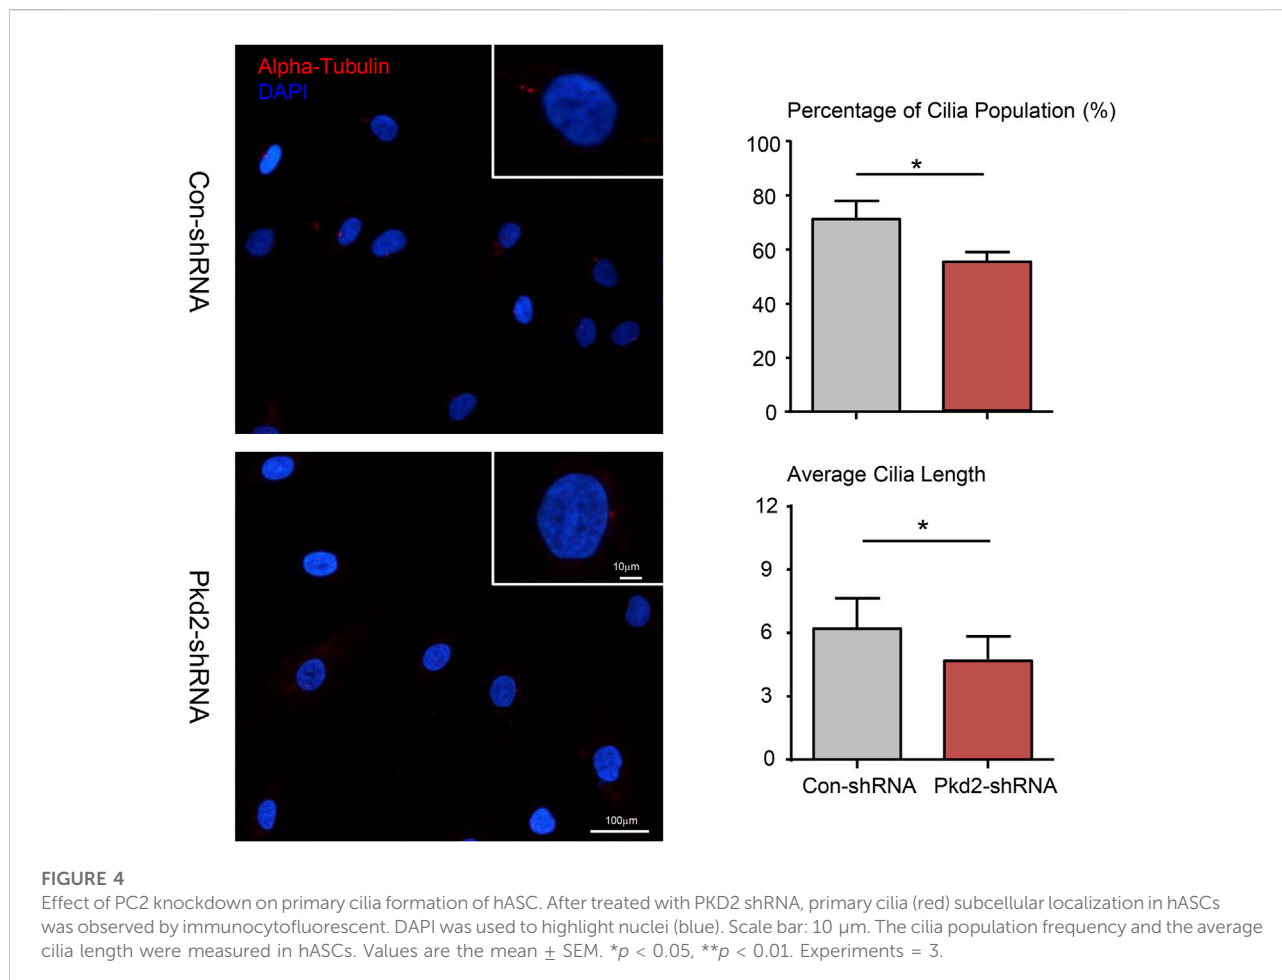 Alpha-Tubulin
DAPI
Con-shRNA
Pkd2-shRNA
10μm
100μm
Percentage of Cilia Population (%)
100
80
60
40
20
0
*
Average Cilia Length
12
9
6
3
0
*
Con-shRNA Pkd2-shRNA
FIGURE 4
Effect of PC2 knockdown on primary cilia formation of hASC. After treated with PKD2 shRNA, primary cilia (red) subcellular localization in hASCs
was observed by immunocytofluorescent. DAPI was used to highlight nuclei (blue). Scale bar: 10 μm. The cilia population frequency and the average
cilia length were measured in hASCs. Values are the mean ± SEM. *p < 0.05, **p < 0.01. Experiments = 3.